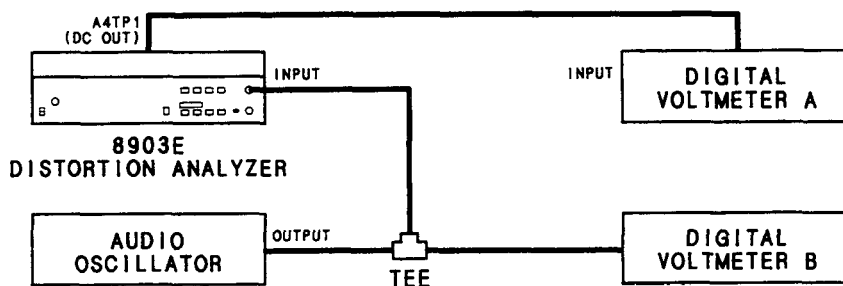 A4TP1
(DC OUT)
INPUT
INPUT
DIGITAL
VOLTMETER A
8903E
DISTORTION ANALYZER
AUDIO
OSCILLATOR
OUTPUT
TEE
DIGITAL
VOLTMETER B